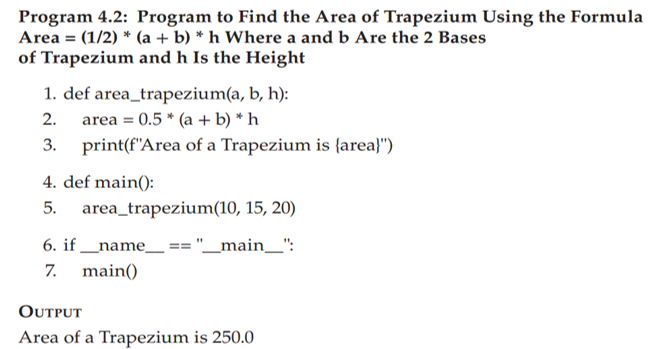 Program 4.2: Program to Find the Area of Trapezium Using the Formula
Area = (1/2) * (a + b) * h Where a and b Are the 2 Bases
of Trapezium and h Is the Height
1. def area_trapezium(a, b, h):
2. area = 0.5 * (a + b) * h
3. print(f"Area of a Trapezium is {area}")
4. def main():
5. area_trapezium(10, 15, 20)
6. if __name__ == "__main__":
7. main()
OUTPUT
Area of a Trapezium is 250.0